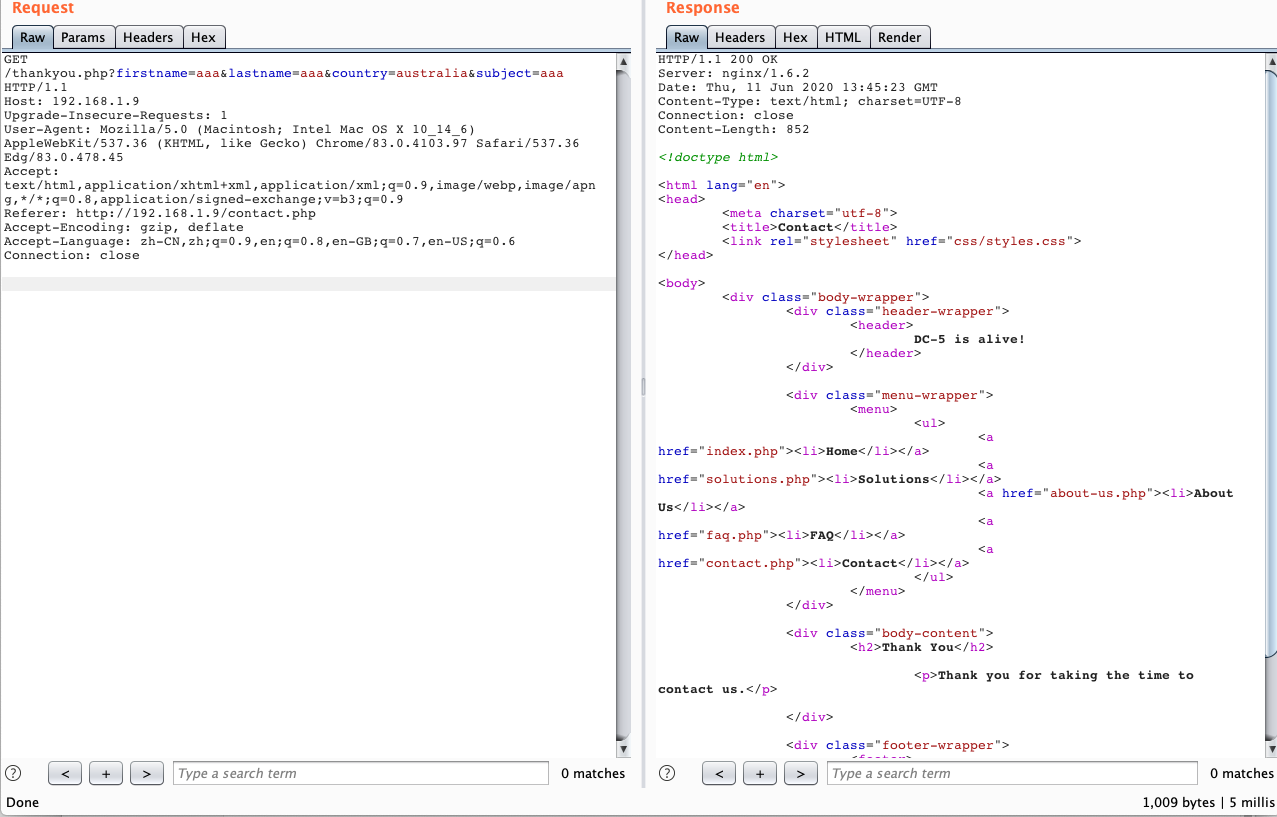 Request
Raw Params Headers Hex
GET
/thankyou.php?firstname=aaa&lastname=aaa&country=australia&subject=aaa
HTTP/1.1
Host: 192.168.1.9
Upgrade-Insecure-Requests: 1
User-Agent: Mozilla/5.0 (Macintosh; Intel Mac OS X 10_14_6)
AppleWebKit/537.36 (KHTML, like Gecko) Chrome/83.0.4103.97 Safari/537.36
Edg/83.0.478.45
Accept:
text/html,application/xhtml+xml,application/xml;q=0.9,image/webp,image/apn
g,*/*;q=0.8,application/signed-exchange;v=b3;q=0.9
Referer: http://192.168.1.9/contact.php
Accept-Encoding: gzip, deflate
Accept-Language: zh-CN,zh;q=0.9,en;q=0.8,en-GB;q=0.7,en-US;q=0.6
Connection: close
? < + > Type a search term 0 matches
Done
Response
Raw Headers Hex HTML Render
HTTP/1.1 200 OK
Server: nginx/1.6.2
Date: Thu, 11 Jun 2020 13:45:23 GMT
Content-Type: text/html; charset=UTF-8
Connection: close
Content-Length: 852
<!doctype html>
<html lang="en">
<head>
<meta charset="utf-8">
<title>Contact</title>
<link rel="stylesheet" href="css/styles.css">
</head>
<body>
<div class="body-wrapper">
<div class="header-wrapper">
<header>
DC-5 is alive!
</header>
</div>
<div class="menu-wrapper">
<menu>
<ul>
<a
href="index.php"><li>Home</li></a>
<a
href="solutions.php"><li>Solutions</li></a>
<a href="about-us.php"><li>About
Us</li></a>
<a
href="faq.php"><li>FAQ</li></a>
<a
href="contact.php"><li>Contact</li></a>
</ul>
</menu>
</div>
<div class="body-content">
<h2>Thank You</h2>
<p>Thank you for taking the time to
contact us.</p>
</div>
<div class="footer-wrapper">
<footer>
? < + > Type a search term 0 matches
1,009 bytes | 5 millis